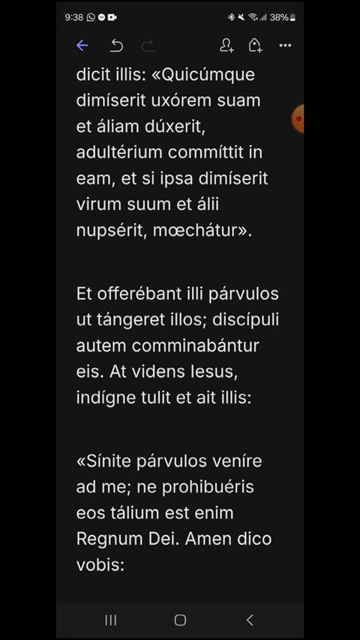 9:38
38%
dicit illis: «Quicúmque
dimíserit uxórem suam
et áliam dúxerit,
adultérium commíttit in
eam, et si ipsa dimíserit
virum suum et álii
nupsérit, mœchátur».
Et offerébant illi párvulos
ut tángeret illos; discípuli
autem comminabántur
eis. At videns Iesus,
indígne tulit et ait illis:
«Sínite párvulos veníre
ad me; ne prohibuéris
eos tálium est enim
Regnum Dei. Amen dico
vobis: